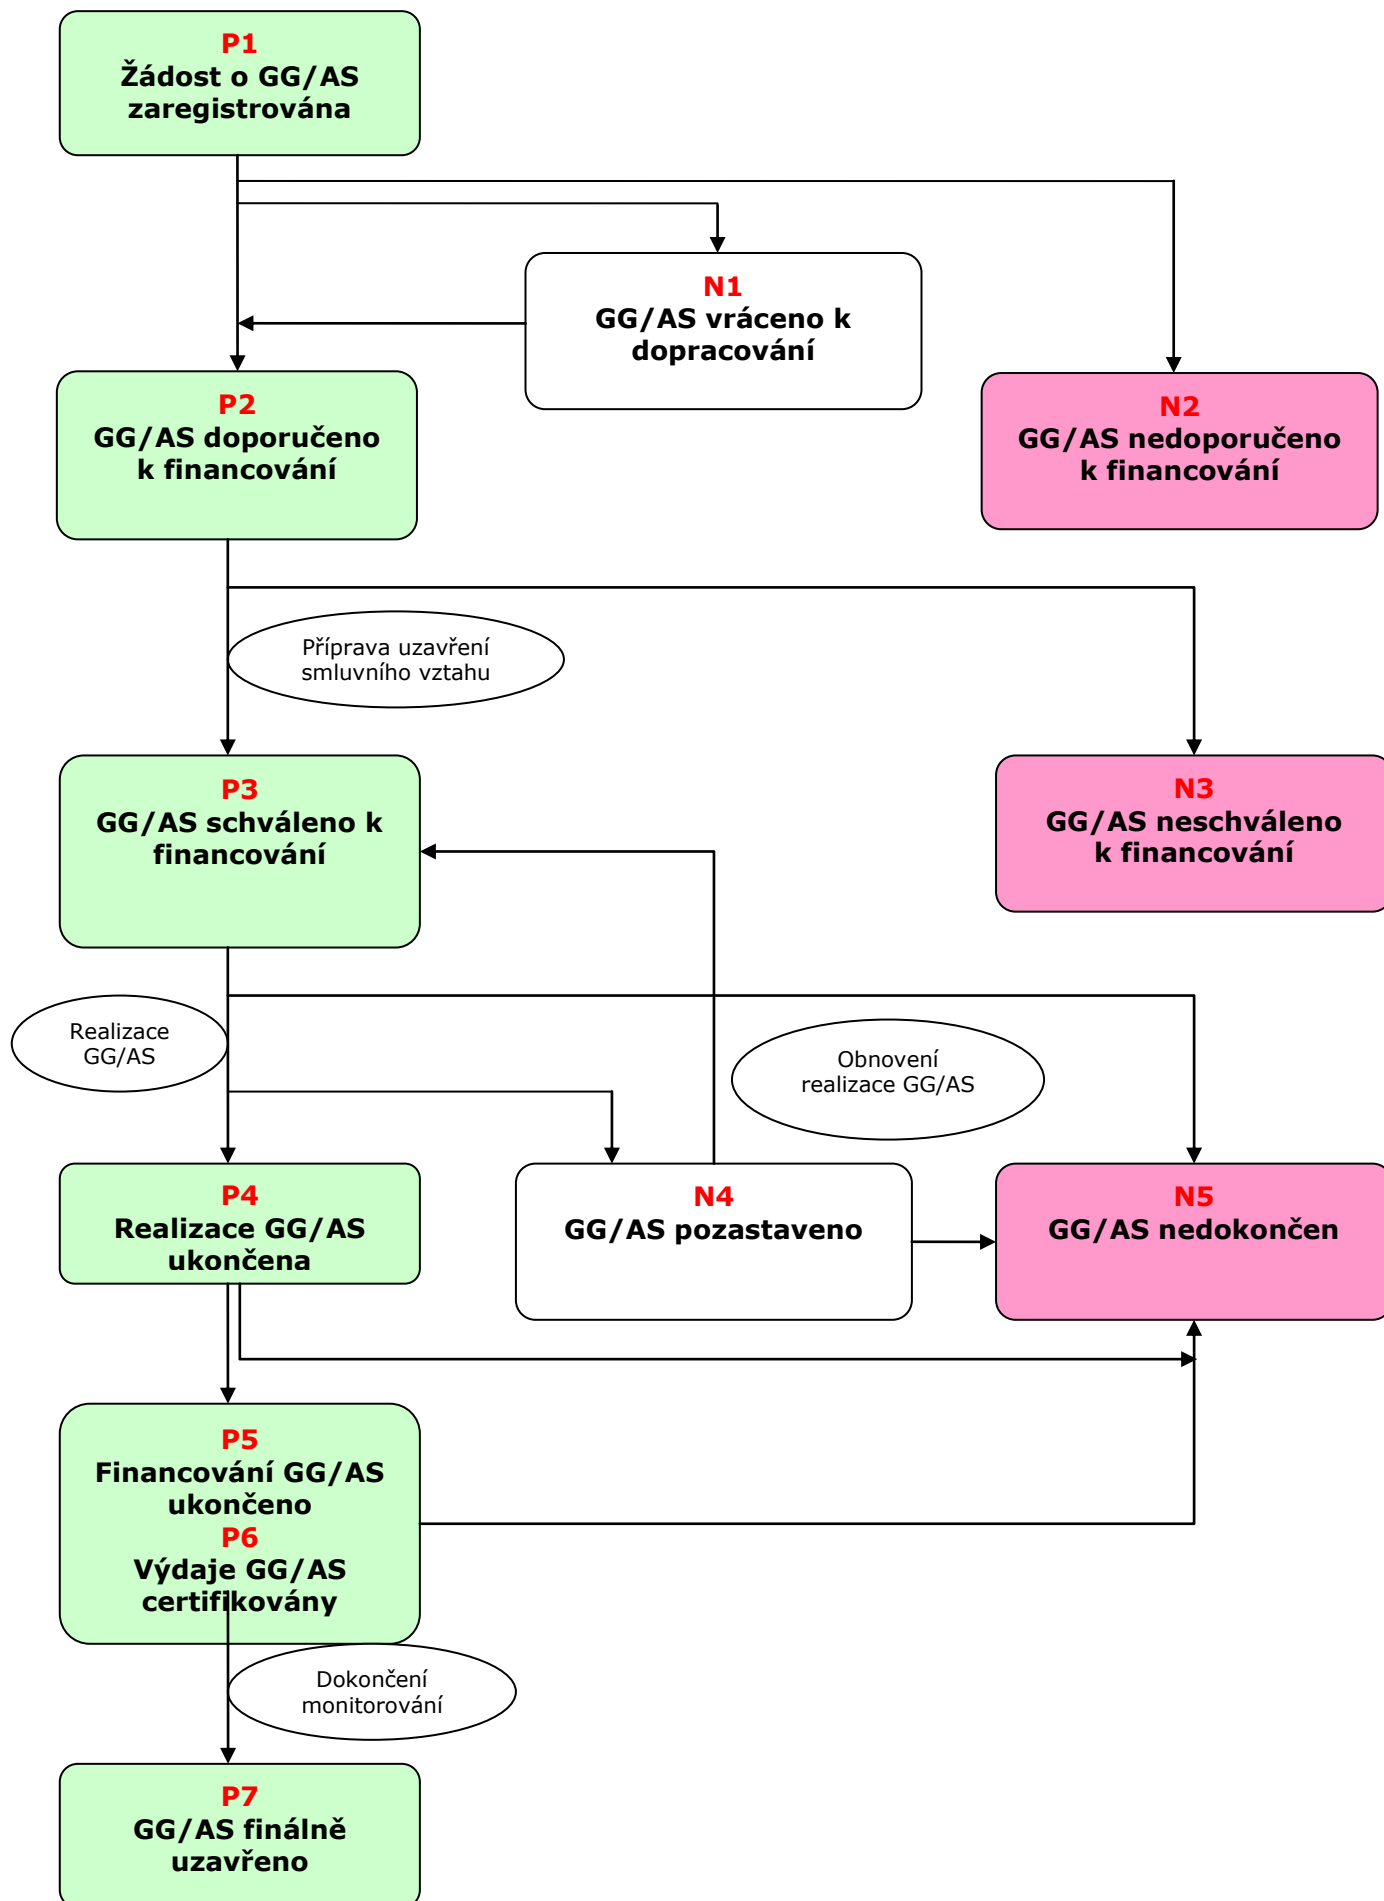 P1
Žádost o GG/AS
zaregistrována
N1
GG/AS vráceno k
dopracování
P2
GG/AS doporučeno
k financování
N2
GG/AS nedoporučeno
k financování
Příprava uzavření
smluvního vztahu
P3
GG/AS schváleno k
financování
N3
GG/AS neschváleno
k financování
Realizace
GG/AS
Obnovení
realizace GG/AS
P4
Realizace GG/AS
ukončena
N4
GG/AS pozastaveno
N5
GG/AS nedokončen
P5
Financování GG/AS
ukončeno
P6
Výdaje GG/AS
certifikovány
Dokončení
monitorování
P7
GG/AS finálně
uzavřeno